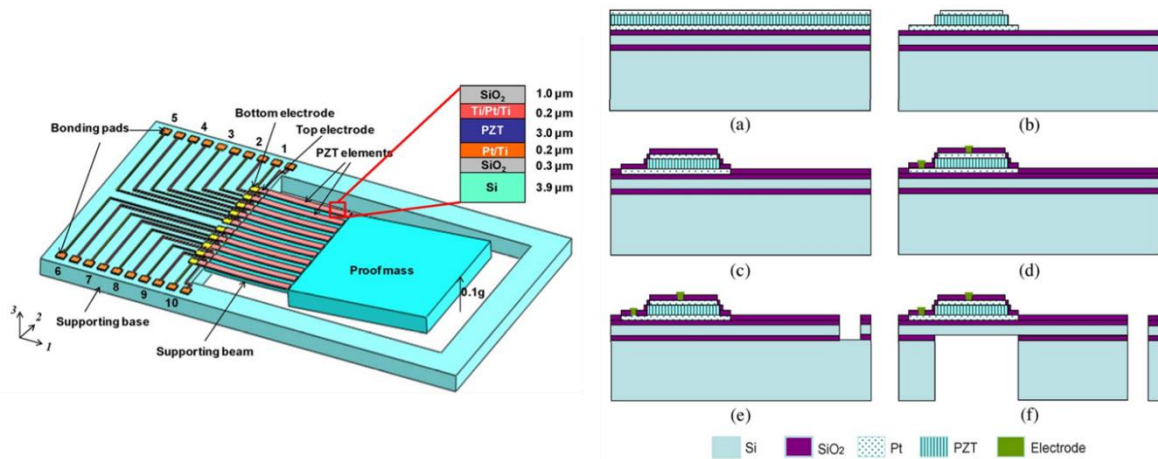 SiO₂ 1.0 µm
Ti/Pt/Ti 0.2 µm
PZT 3.0 µm
Pt/Ti 0.2 µm
SiO₂ 0.3 µm
Si 3.9 µm
Bottom electrode
Top electrode
PZT elements
Bonding pads
5
4
3
2
1
Proof mass
0.1g
6
7
8
9
10
Supporting base
Supporting beam
3
2
1
(a)
(b)
(c)
(d)
(e)
(f)
Si
SiO₂
Pt
PZT
Electrode